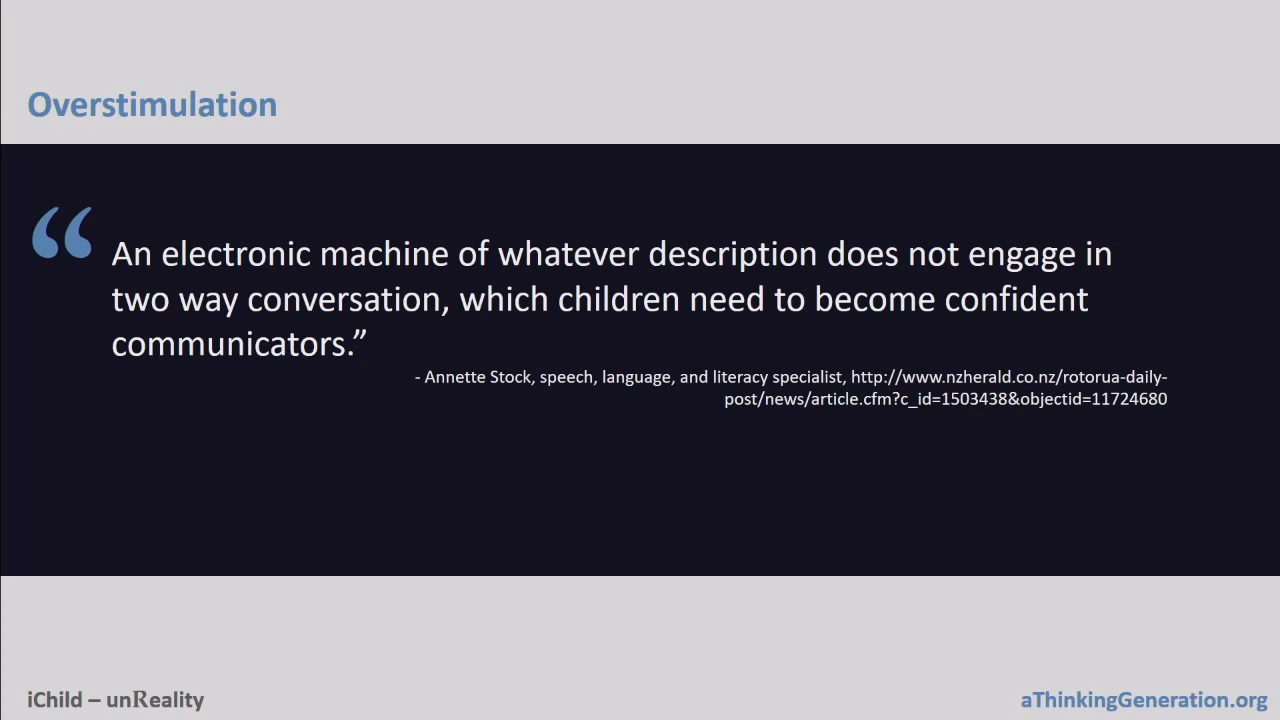 Overstimulation
“ An electronic machine of whatever description does not engage in
two way conversation, which children need to become confident
communicators.”
- Annette Stock, speech, language, and literacy specialist, http://www.nzherald.co.nz/rotorua-daily-
post/news/article.cfm?c_id=1503438&objectid=11724680
iChild – unReality
aThinkingGeneration.org